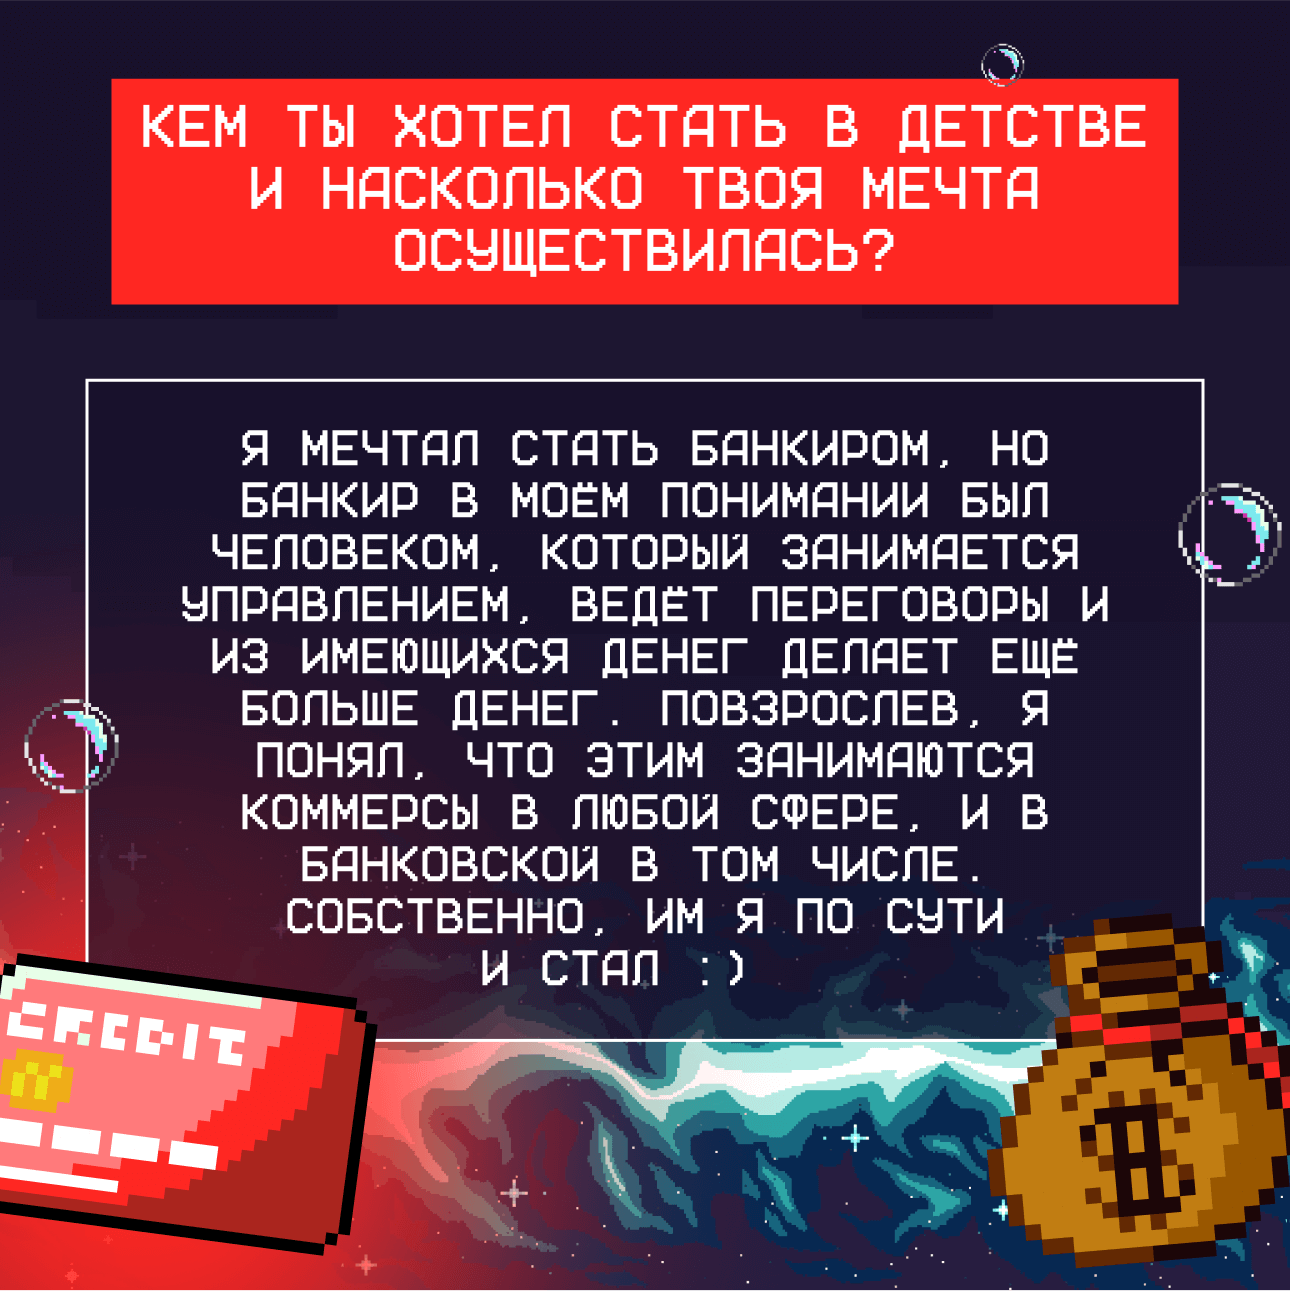 КЕМ ТЫ ХОТЕЛ СТАТЬ В ДЕТСТВЕ
И НАСКОЛЬКО ТВОЯ МЕЧТА
ОСУЩЕСТВИЛАСЬ?
Я МЕЧТАЛ СТАТЬ БАНКИРОМ, НО
БАНКИР В МОЁМ ПОНИМАНИИ БЫЛ
ЧЕЛОВЕКОМ, КОТОРЫЙ ЗАНИМАЕТСЯ
УПРАВЛЕНИЕМ, ВЕДЁТ ПЕРЕГОВОРЫ И
ИЗ ИМЕЮЩИХСЯ ДЕНЕГ ДЕЛАЕТ ЕЩЁ
БОЛЬШЕ ДЕНЕГ. ПОВЗРОСЛЕВ, Я
ПОНЯЛ, ЧТО ЭТИМ ЗАНИМАЮТСЯ
КОММЕРСЫ В ЛЮБОЙ СФЕРЕ, И В
БАНКОВСКОЙ В ТОМ ЧИСЛЕ.
СОБСТВЕННО, ИМ Я ПО СУТИ
И СТАЛ :)
CREDIT